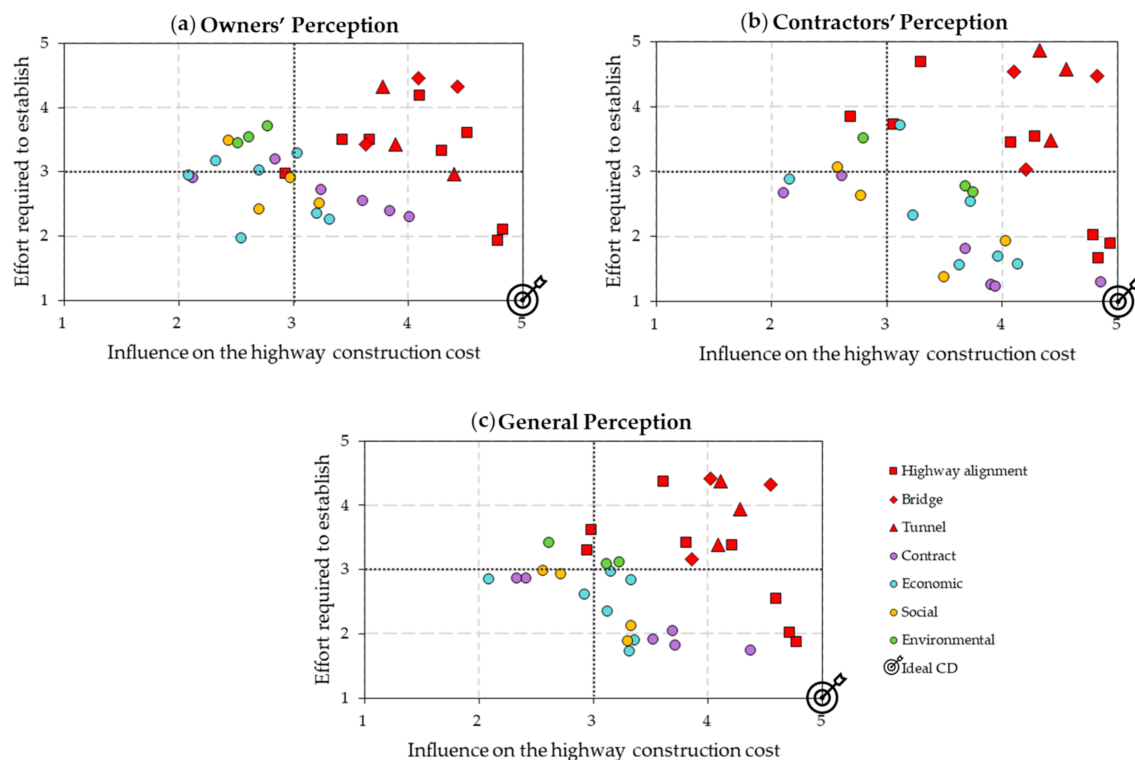 (a) Owners’ Perception
Effort required to establish
5
4
3
2
1
1 2 3 4 5
Influence on the highway construction cost
(b) Contractors’ Perception
Effort required to establish
5
4
3
2
1
1 2 3 4 5
Influence on the highway construction cost
(c) General Perception
Effort required to establish
5
4
3
2
1
1 2 3 4 5
Influence on the highway construction cost
Highway alignment
Bridge
Tunnel
Contract
Economic
Social
Environmental
Ideal CD